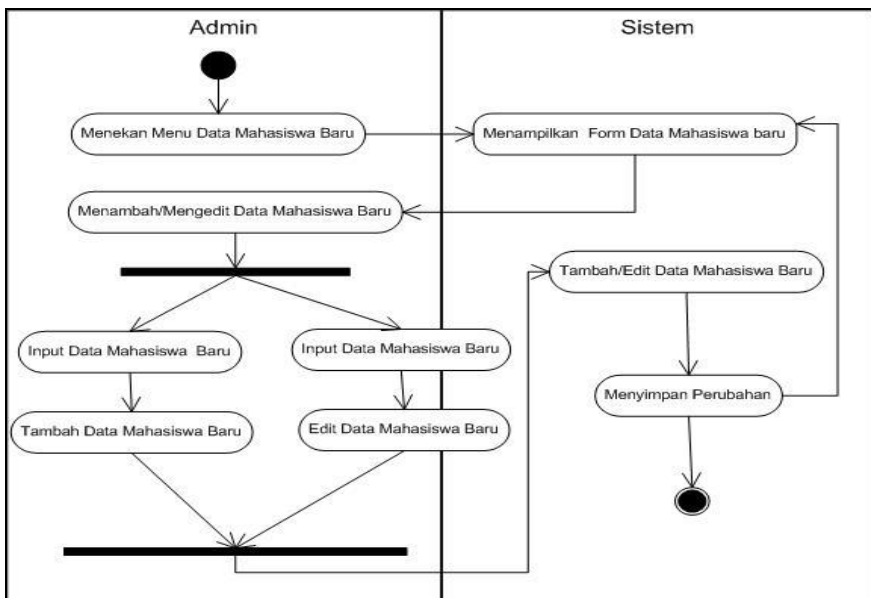 Admin
Sistem
Menekan Menu Data Mahasiswa Baru
Menampilkan Form Data Mahasiswa baru
Menambah/Mengedit Data Mahasiswa Baru
Tambah/Edit Data Mahasiswa Baru
Input Data Mahasiswa Baru
Input Data Mahasiswa Baru
Menyimpan Perubahan
Tambah Data Mahasiswa Baru
Edit Data Mahasiswa Baru